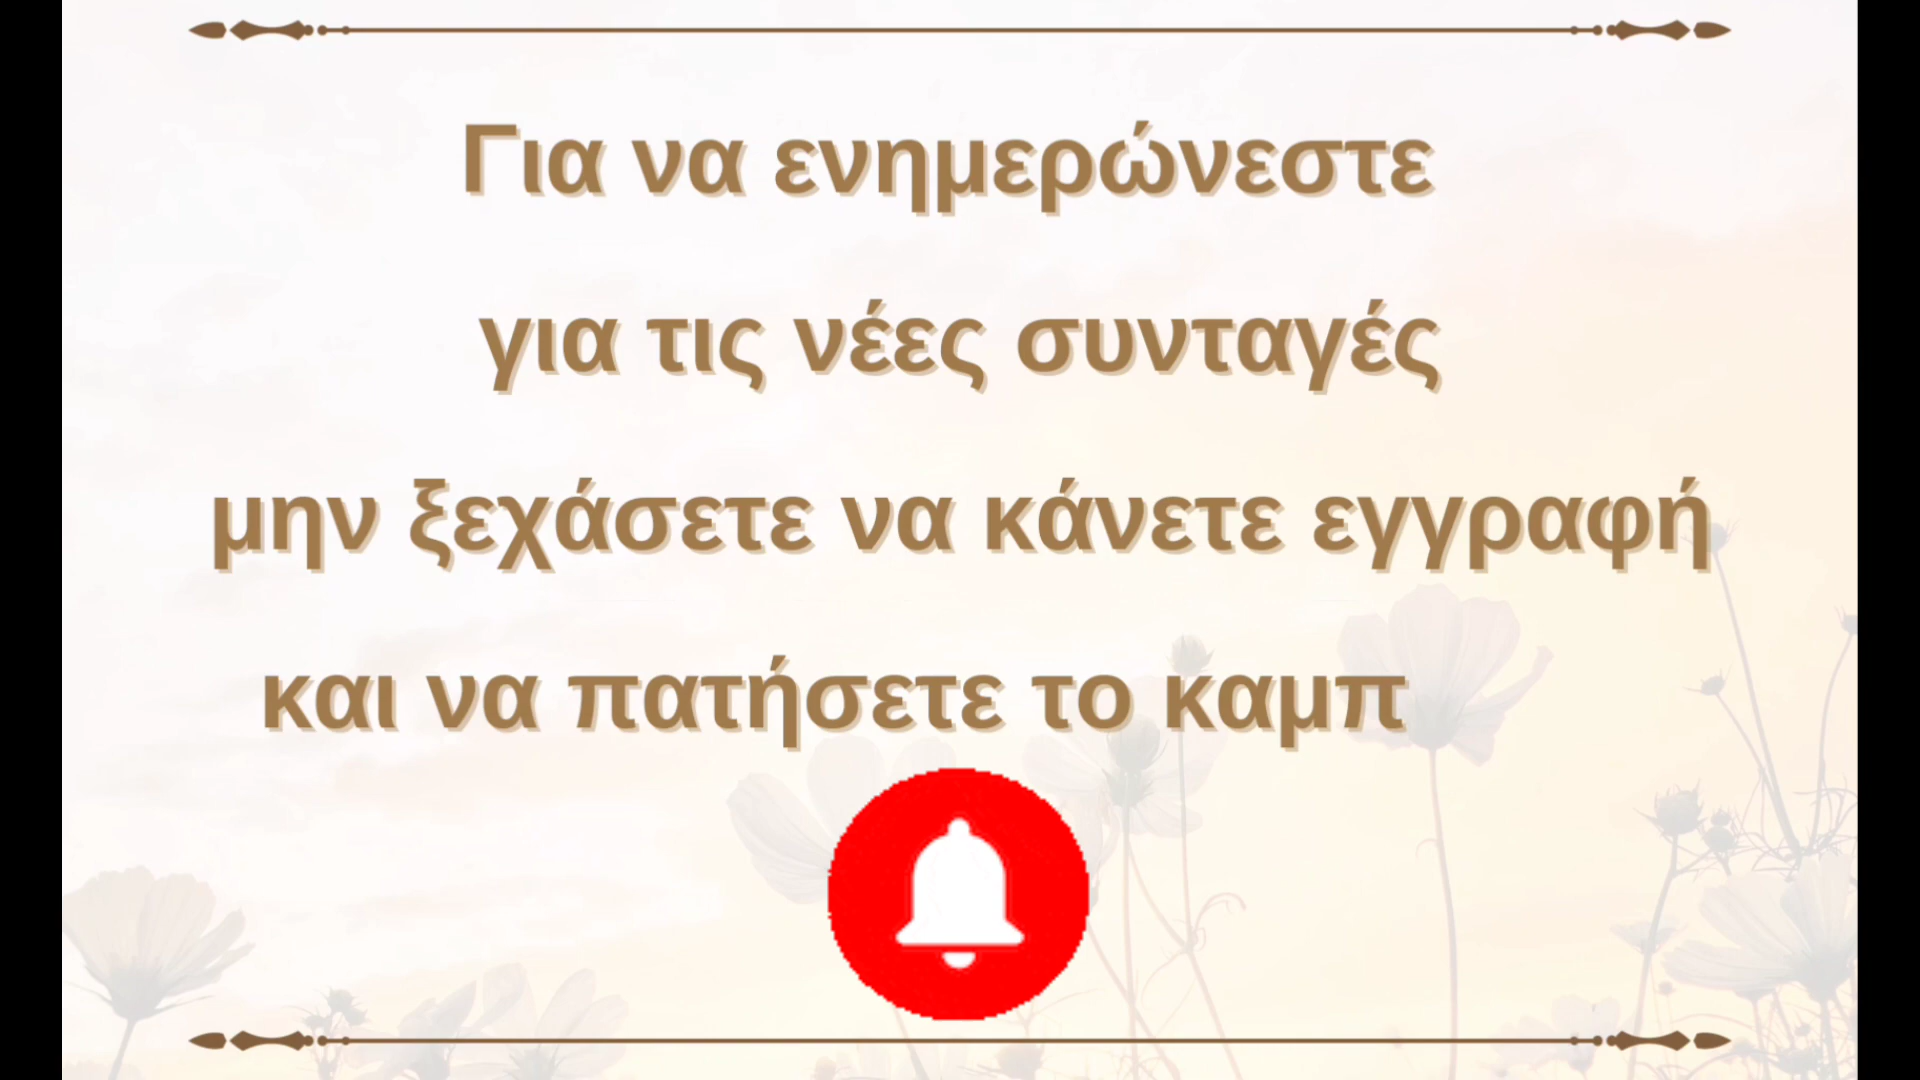 Για να ενημερώνεστε
για τις νέες συνταγές
μην ξεχάσετε να κάνετε εγγραφή
και να πατήσετε το καμπ